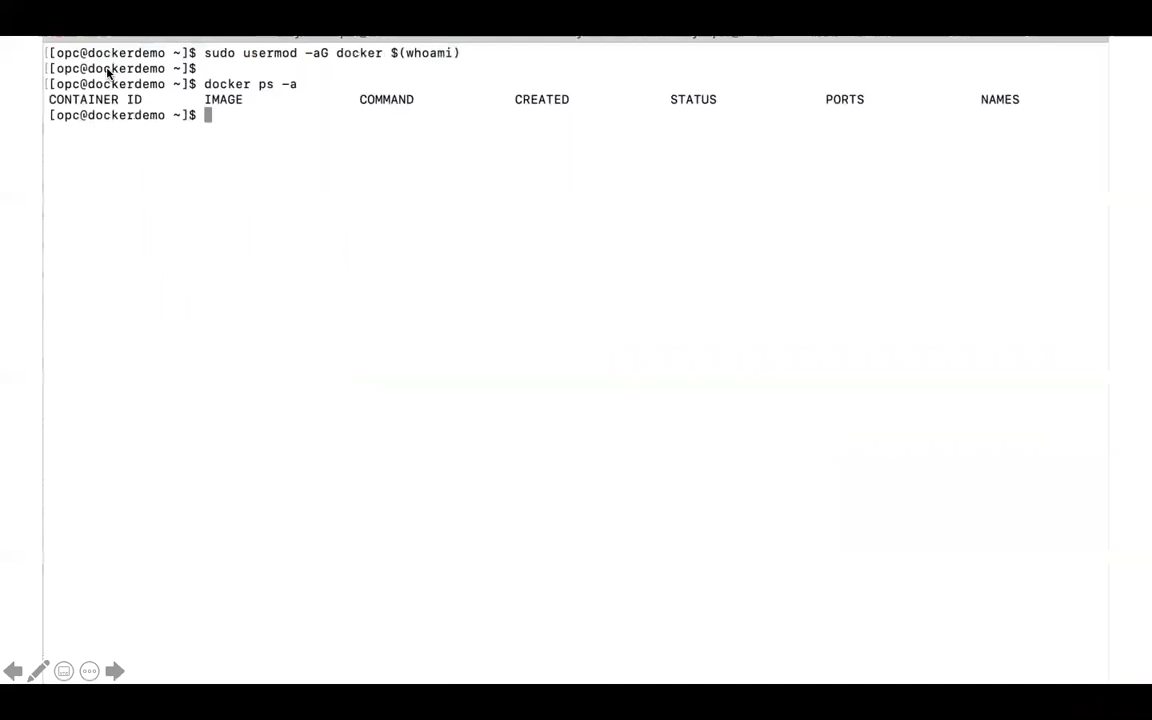 [[opc@dockerdemo ~]$ sudo usermod -aG docker $(whoami)
[[opc@dockerdemo ~]$
[[opc@dockerdemo ~]$ docker ps -a
CONTAINER ID IMAGE COMMAND CREATED STATUS PORTS NAMES
[opc@dockerdemo ~]$